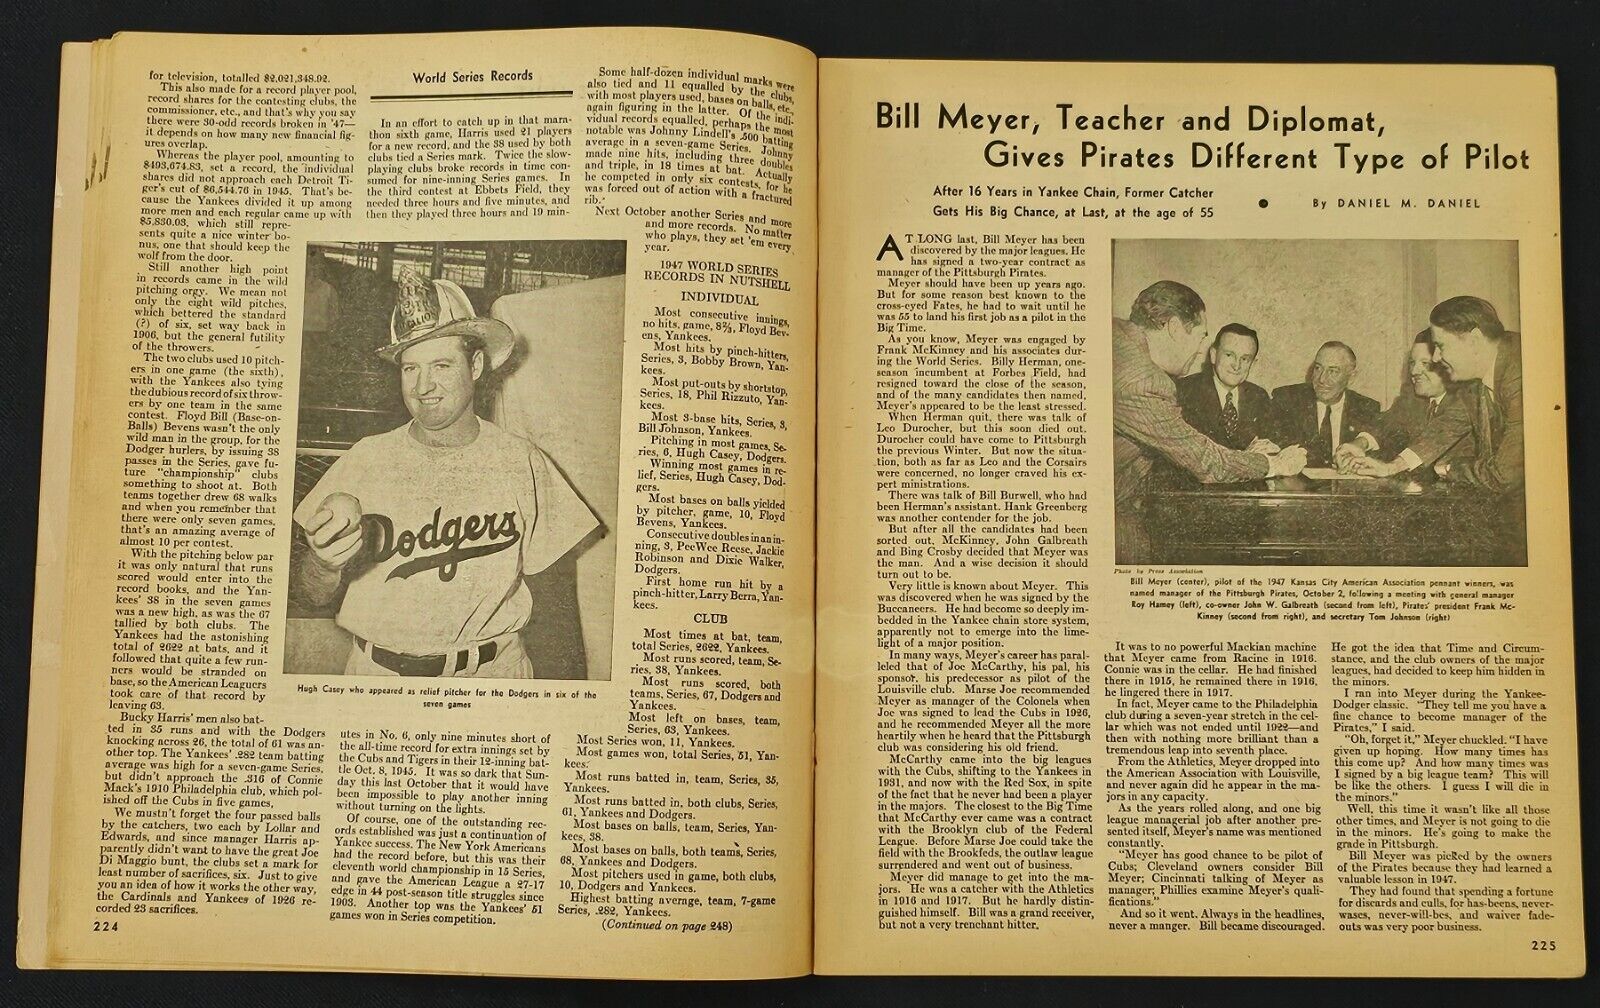 for television, totalled $2,021,348.92.
This also made for a record player pool,
record shares for the contesting clubs, the
commissioner, etc., and that's why you say
there were 30-odd records broken in '47—
it depends on how many new financial fig-
ures overlap.
Whereas the player pool, amounting to
$493,674.83, set a record, the individual
shares did not approach each Detroit Ti-
ger's cut of $6,544.76 in 1945. That's be-
cause the Yankees divided it up among
more men and each regular came up with
$5,830.03, which still repre-
sents quite a nice winter bo-
nus, one that should keep the
wolf from the door.
Still another high point
in records came in the wild
pitching orgy. We mean not
only the eight wild pitches,
which bettered the standard
(?) of six, set way back in
1906, but the general futility
of the throwers.
The two clubs used 10 pitch-
ers in one game (the sixth),
with the Yankees also tying
the dubious record of six throw-
ers by one team in the same
contest. Floyd Bill (Base-on-
Balls) Bevens wasn't the only
wild man in the group, for the
Dodger hurlers, by issuing 38
passes in the Series, gave fu-
ture "championship" clubs
something to shoot at. Both
teams together drew 68 walks
and when you remember that
there were only seven games,
that's an amazing average of
almost 10 per contest.
With the pitching below par
it was only natural that runs
scored would enter into the
record books, and the Yan-
kees' 38 in the seven games
was a new high, as was the 67
tallied by both clubs. The
Yankees had the astonishing
total of 2622 at bats, and it
followed that quite a few run-
ners would be stranded on
base, so the American Leaguers
took care of that record by
leaving 63.
Bucky Harris' men also bat-
ted in 35 runs and with the Dodgers
knocking across 26, the total of 61 was an-
other top. The Yankees' .282 team batting
average was high for a seven-game Series,
but didn't approach the .316 of Connie
Mack's 1910 Philadelphia club, which pol-
ished off the Cubs in five games,
We mustn't forget the four passed balls
by the catchers, two each by Lollar and
Edwards, and since manager Harris ap-
parently didn't want to have the great Joe
Di Maggio bunt, the clubs set a mark for
least number of sacrifices, six. Just to give
you an idea of how it works the other way,
the Cardinals and Yankees of 1926 re-
corded 23 sacrifices.
224
World Series Records
In an effort to catch up in that mara-
thon sixth game, Harris used 21 players
for a new record, and the 38 used by both
clubs tied a Series mark. Twice the slow-
playing clubs broke records in time con-
sumed for nine-inning Series games. In
the third contest at Ebbets Field, they
needed three hours and five minutes, and
then they played three hours and 19 min-
Dodgers
Hugh Casey who appeared as relief pitcher for the Dodgers in six of the
seven games
utes in No. 6, only nine minutes short of
the all-time record for extra innings set by
the Cubs and Tigers in their 12-inning bat-
tle Oct. 8, 1945. It was so dark that Sun-
day this last October that it would have
been impossible to play another inning
without turning on the lights.
Of course, one of the outstanding rec-
ords established was just a continuation of
Yankee success. The New York Americans
had the record before, but this was their
eleventh world championship in 15 Series,
and gave the American League a 27-17
edge in 44 post-season title struggles since
1903. Another top was the Yankees' 51
games won in Series competition.
Some half-dozen individual marks were
also tied and 11 equalled by the clubs,
with most players used, bases on balls, etc.,
again figuring in the latter. Of the indi-
vidual records equalled, perhaps the most
notable was Johnny Lindell's .500 batting
average in a seven-game Series. Johnny
made nine hits, including three doubles
and triple, in 18 times at bat. Actually
he competed in only six contests, for he
was forced out of action with a fractured
rib.
Next October another Series and more
and more records. No matter
who plays, they set 'em every
year.
1947 WORLD SERIES
RECORDS IN NUTSHELL
INDIVIDUAL
Most consecutive innings,
no hits, game, 8⅔, Floyd Bev-
ens, Yankees.
Most hits by pinch-hitters,
Series, 3, Bobby Brown, Yan-
kees.
Most put-outs by shortstop,
Series, 18, Phil Rizzuto, Yan-
kees.
Most 3-base hits, Series, 3,
Bill Johnson, Yankees.
Pitching in most games, Se-
ries, 6, Hugh Casey, Dodgers.
Winning most games in re-
lief, Series, Hugh Casey, Dod-
gers.
Most bases on balls yielded
by pitcher, game, 10, Floyd
Bevens, Yankees.
Consecutive doubles in an in-
ning, 3, PeeWee Reese, Jackie
Robinson and Dixie Walker,
Dodgers.
First home run hit by a
pinch-hitter, Larry Berra, Yan-
kees.
CLUB
Most times at bat, team,
total Series, 2622, Yankees.
Most runs scored, team, Se-
ries, 38, Yankees.
Most runs scored, both
teams, Series, 67, Dodgers and
Yankees.
Most left on bases, team,
Series, 63, Yankees.
Most Series won, 11, Yankees.
Most games won, total Series, 51, Yan-
kees.
Most runs batted in, team, Series, 35,
Yankees.
Most runs batted in, both clubs, Series,
61, Yankees and Dodgers.
Most bases on balls, team, Series, Yan-
kees, 38.
Most bases on balls, both teams, Series,
68, Yankees and Dodgers.
Most pitchers used in game, both clubs,
10, Dodgers and Yankees.
Highest batting average, team, 7-game
Series, .282, Yankees.
(Continued on page 248)
Bill Meyer, Teacher and Diplomat,
Gives Pirates Different Type of Pilot
After 16 Years in Yankee Chain, Former Catcher
Gets His Big Chance, at Last, at the age of 55
● By DANIEL M. DANIEL
AT LONG last, Bill Meyer has been
discovered by the major leagues. He
has signed a two-year contract as
manager of the Pittsburgh Pirates.
Meyer should have been up years ago.
But for some reason best known to the
cross-eyed Fates, he had to wait until he
was 55 to land his first job as a pilot in the
Big Time.
As you know, Meyer was engaged by
Frank McKinney and his associates dur-
ing the World Series. Billy Herman, one-
season incumbent at Forbes Field, had
resigned toward the close of the season,
and of the many candidates then named,
Meyer's appeared to be the least stressed.
When Herman quit, there was talk of
Leo Durocher, but this soon died out.
Durocher could have come to Pittsburgh
the previous Winter. But now the situa-
tion, both as far as Leo and the Corsairs
were concerned, no longer craved his ex-
pert ministrations.
There was talk of Bill Burwell, who had
been Herman's assistant. Hank Greenberg
was another contender for the job.
But after all the candidates had been
sorted out, McKinney, John Galbreath
and Bing Crosby decided that Meyer was
the man. And a wise decision it should
turn out to be.
Very little is known about Meyer. This
was discovered when he was signed by the
Buccaneers. He had become so deeply im-
bedded in the Yankee chain store system,
apparently not to emerge into the lime-
light of a major position.
In many ways, Meyer's career has paral-
leled that of Joe McCarthy, his pal, his
sponsor, his predecessor as pilot of the
Louisville club. Marse Joe recommended
Meyer as manager of the Colonels when
Joe was signed to lead the Cubs in 1926,
and he recommended Meyer all the more
heartily when he heard that the Pittsburgh
club was considering his old friend.
McCarthy came into the big leagues
with the Cubs, shifting to the Yankees in
1931, and now with the Red Sox, in spite
of the fact that he never had been a player
in the majors. The closest to the Big Time
that McCarthy ever came was a contract
with the Brooklyn club of the Federal
League. Before Marse Joe could take the
field with the Brookfeds, the outlaw league
surrendered and went out of business.
Meyer did manage to get into the ma-
jors. He was a catcher with the Athletics
in 1916 and 1917. But he hardly distin-
guished himself. Bill was a grand receiver,
but not a very trenchant hitter.
Photo by Press Association
Bill Meyer (center), pilot of the 1947 Kansas City American Association pennant winners, was
named manager of the Pittsburgh Pirates, October 2, following a meeting with general manager
Roy Hamey (left), co-owner John W. Galbreath (second from left), Pirates' president Frank Mc-
Kinney (second from right), and secretary Tom Johnson (right)
It was to no powerful Mackian machine
that Meyer came from Racine in 1916.
Connie was in the cellar. He had finished
there in 1915, he remained there in 1916,
he lingered there in 1917.
In fact, Meyer came to the Philadelphia
club during a seven-year stretch in the cel-
lar which was not ended until 1922—and
then with nothing more brilliant than a
tremendous leap into seventh place.
From the Athletics, Meyer dropped into
the American Association with Louisville,
and never again did he appear in the ma-
jors in any capacity.
As the years rolled along, and one big
league managerial job after another pre-
sented itself, Meyer's name was mentioned
constantly.
"Meyer has good chance to be pilot of
Cubs; Cleveland owners consider Bill
Meyer; Cincinnati talking of Meyer as
manager; Phillies examine Meyer's quali-
fications."
And so it went. Always in the headlines,
never a manger. Bill became discouraged.
He got the idea that Time and Circum-
stance, and the club owners of the major
leagues, had decided to keep him hidden in
the minors.
I ran into Meyer during the Yankee-
Dodger classic. "They tell me you have a
fine chance to become manager of the
Pirates," I said.
"Oh, forget it," Meyer chuckled. "I have
given up hoping. How many times has
this come up? And how many times was
I signed by a big league team? This will
be like the others. I guess I will die in
the minors."
Well, this time it wasn't like all those
other times, and Meyer is not going to die
in the minors. He's going to make the
grade in Pittsburgh.
Bill Meyer was picked by the owners
of the Pirates because they had learned a
valuable lesson in 1947.
They had found that spending a fortune
for discards and culls, for has-beens, never-
wases, never-will-bes, and waiver fade-
outs was very poor business.
225